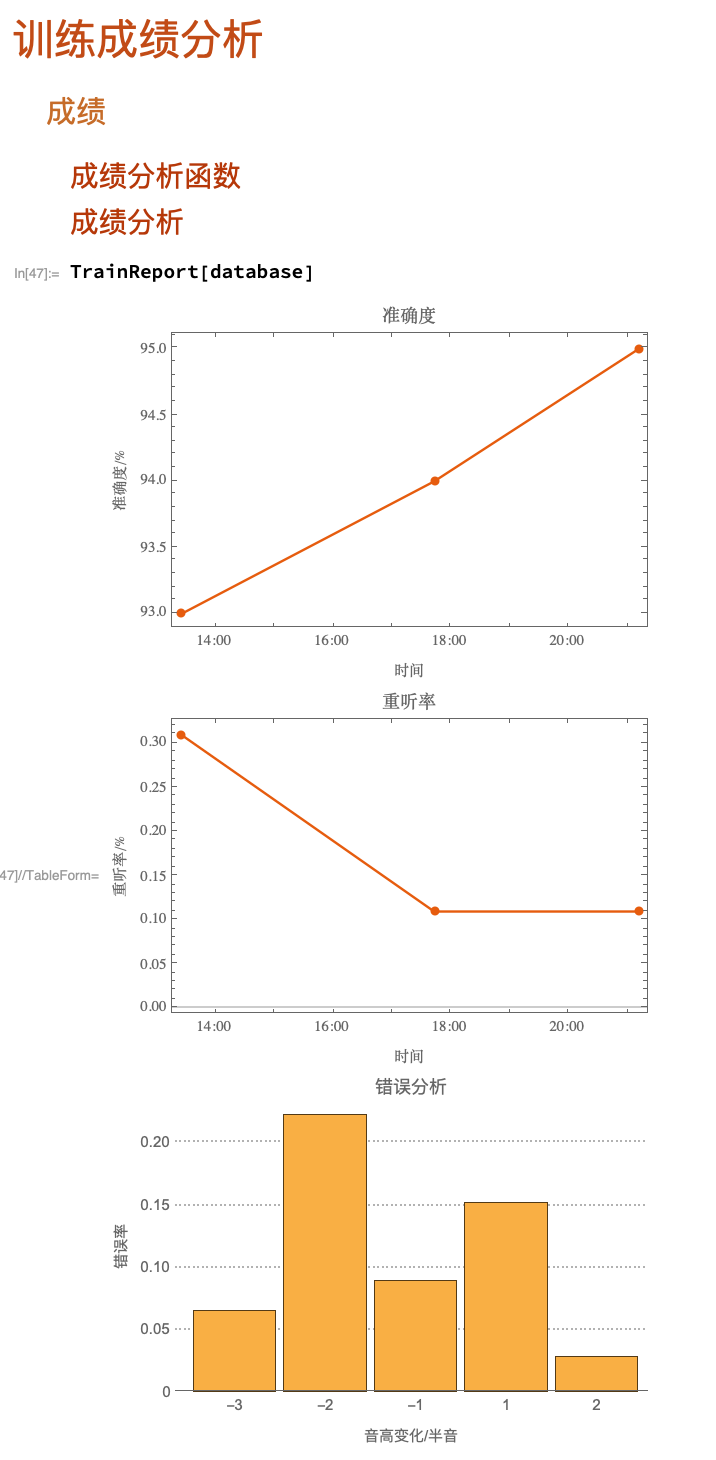 训练成绩分析
成绩
成绩分析函数
成绩分析
In[47]:= TrainReport[database]
准确度
95.0
94.5
94.0
93.5
93.0
准确度/%
14:00 16:00 18:00 20:00
时间
重听率
0.30
0.25
0.20
0.15
0.10
0.05
0.00
47]//TableForm=
重听率/%
14:00 16:00 18:00 20:00
时间
错误分析
0.20
0.15
0.10
0.05
0
错误率
–3 –2 –1 1 2
音高变化/半音